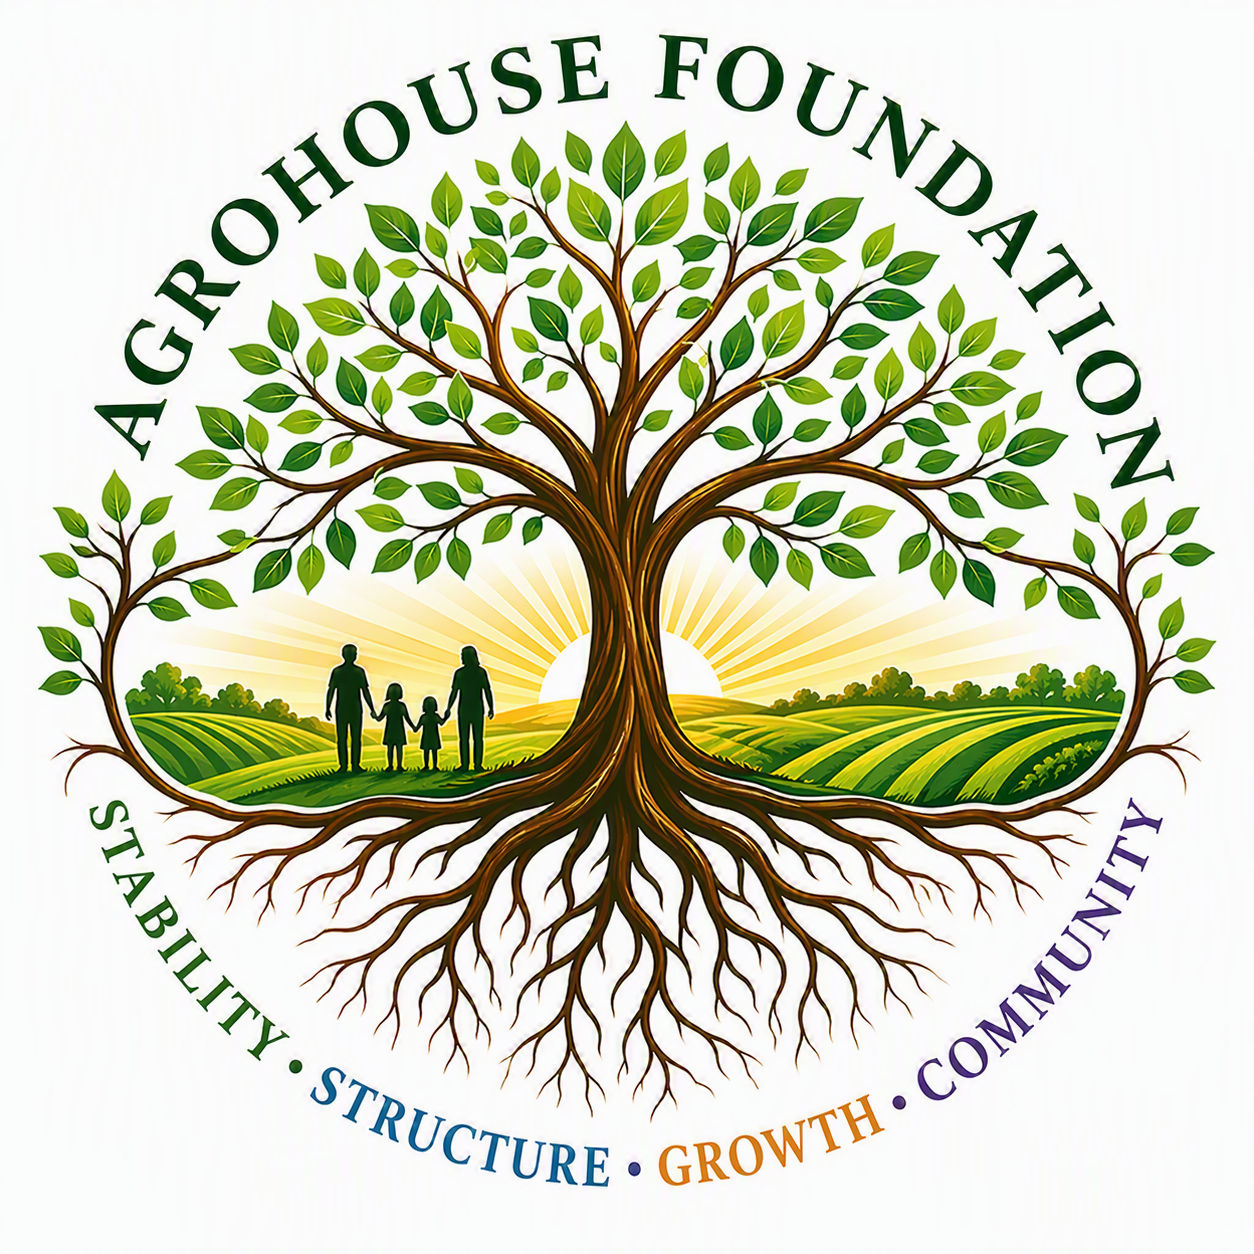 AGROHOUSE FOUNDATION
STABILITY • STRUCTURE • GROWTH • COMMUNITY